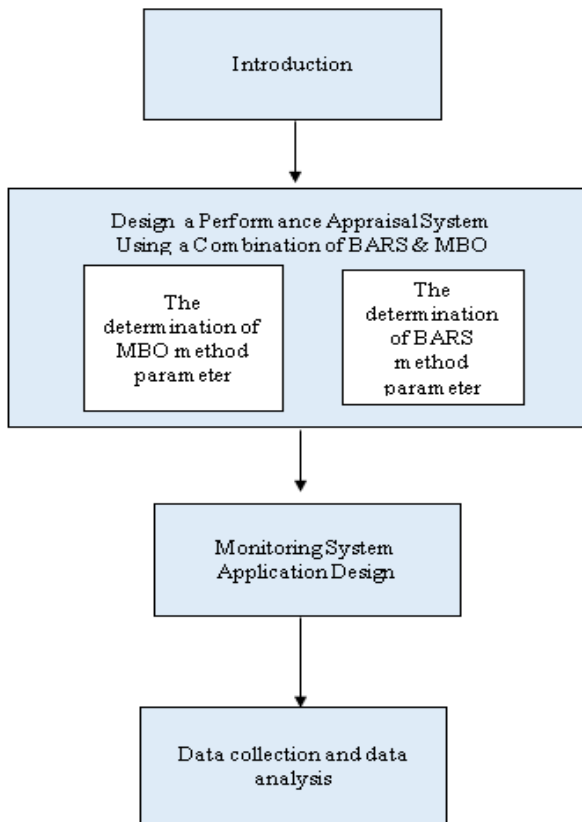 Introduction
Design a Performance Appraisal System
Using a Combination of BARS & MBO
The
determination of
MBO method
parameter
The
determination
of BARS
method
parameter
Monitoring System
Application Design
Data collection and data
analysis